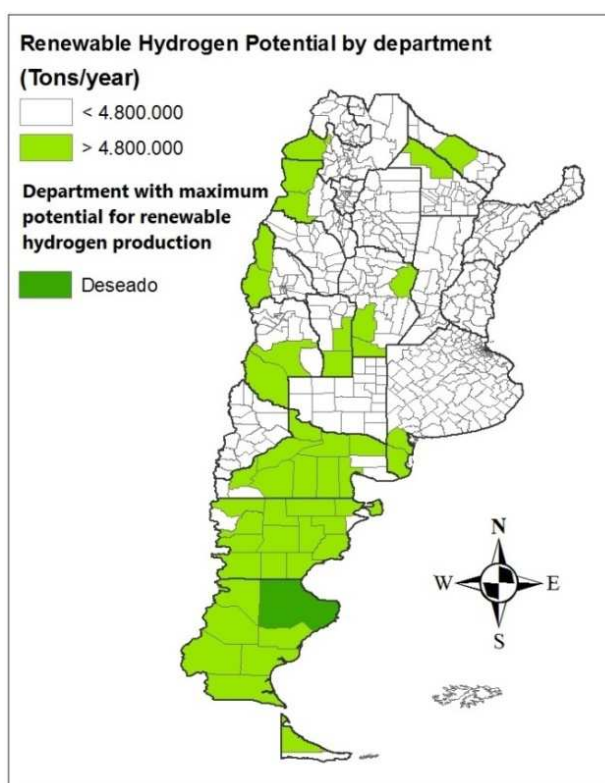 Renewable Hydrogen Potential by department
(Tons/year)
< 4.800.000
> 4.800.000
Department with maximum
potential for renewable
hydrogen production
Deseado
N
W E
S